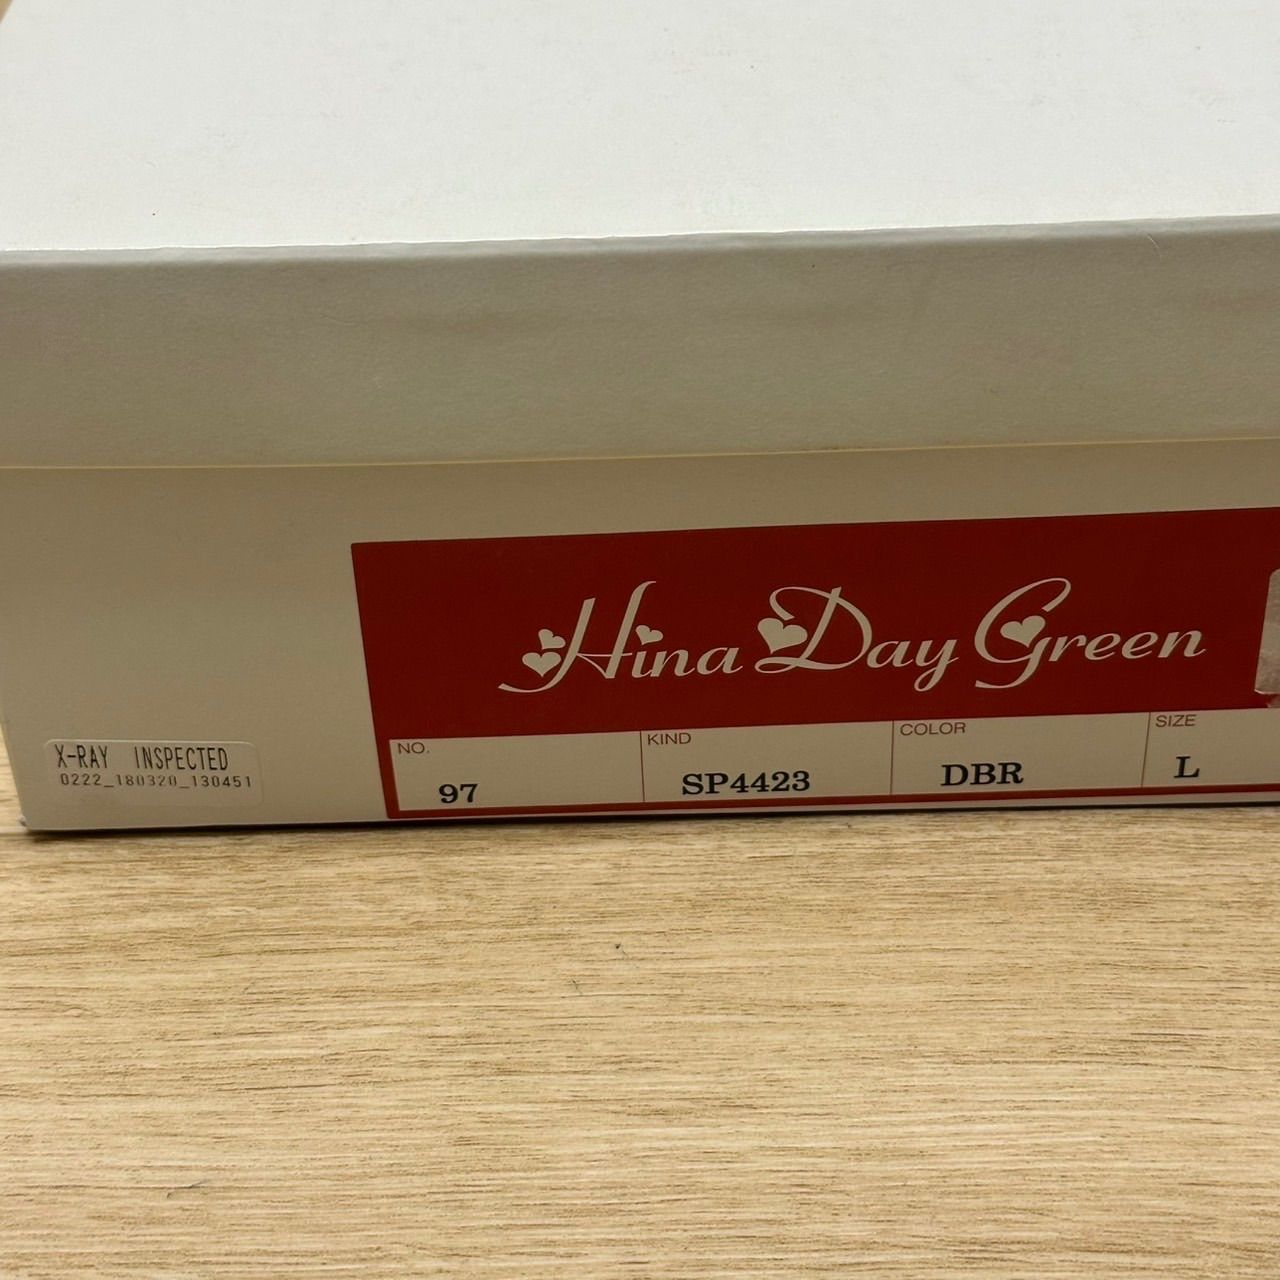 Hina Day Green
NO. KIND COLOR SIZE
97 SP4423 DBR L
X-RAY INSPECTED
0222_180320_130451